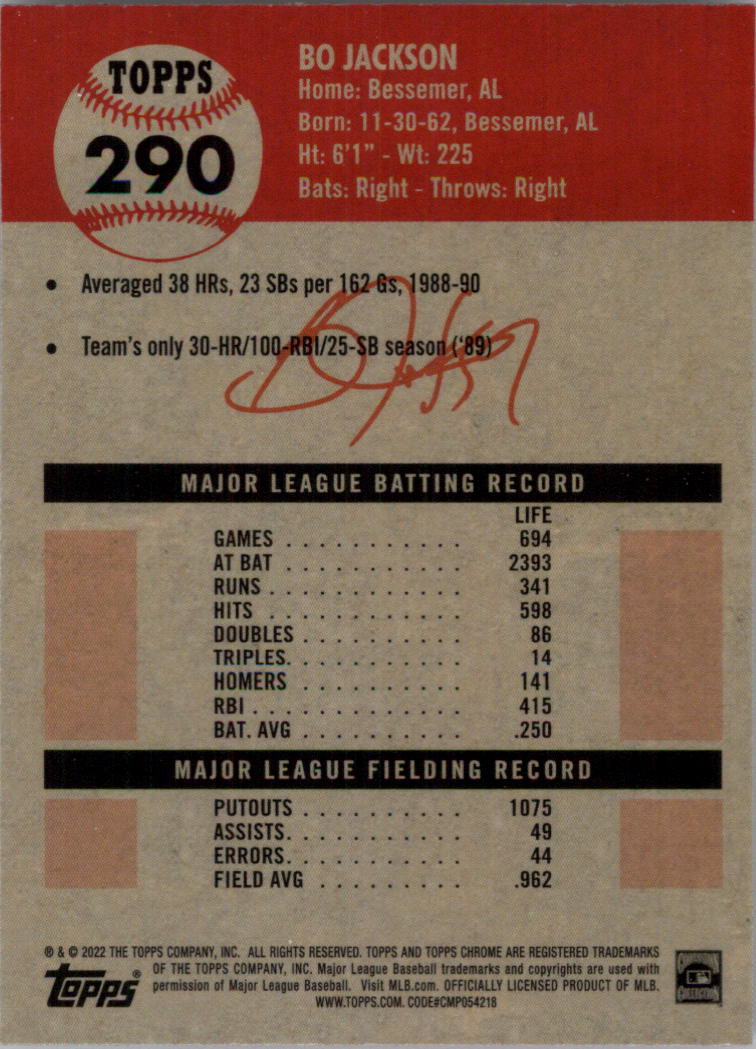 TOPPS
290
BO JACKSON
Home: Bessemer, AL
Born: 11-30-62, Bessemer, AL
Ht: 6'1" - Wt: 225
Bats: Right - Throws: Right
• Averaged 38 HRs, 23 SBs per 162 Gs, 1988-90
• Team's only 30-HR/100-RBI/25-SB season ('89)
Bo Jackson
MAJOR LEAGUE BATTING RECORD
LIFE
GAMES . . . . . . . . . . . 694
AT BAT . . . . . . . . . . . 2393
RUNS . . . . . . . . . . . . 341
HITS . . . . . . . . . . . . 598
DOUBLES . . . . . . . . . . 86
TRIPLES. . . . . . . . . . . 14
HOMERS . . . . . . . . . . 141
RBI . . . . . . . . . . . . . 415
BAT. AVG . . . . . . . . . . .250
MAJOR LEAGUE FIELDING RECORD
PUTOUTS . . . . . . . . . . 1075
ASSISTS. . . . . . . . . . . 49
ERRORS. . . . . . . . . . . 44
FIELD AVG . . . . . . . . . .962
® & © 2022 THE TOPPS COMPANY, INC. ALL RIGHTS RESERVED. TOPPS AND TOPPS CHROME ARE REGISTERED TRADEMARKS
OF THE TOPPS COMPANY, INC. Major League Baseball trademarks and copyrights are used with
permission of Major League Baseball. Visit MLB.com. OFFICIALLY LICENSED PRODUCT OF MLB.
WWW.TOPPS.COM. CODE#CMP054218
Topps®